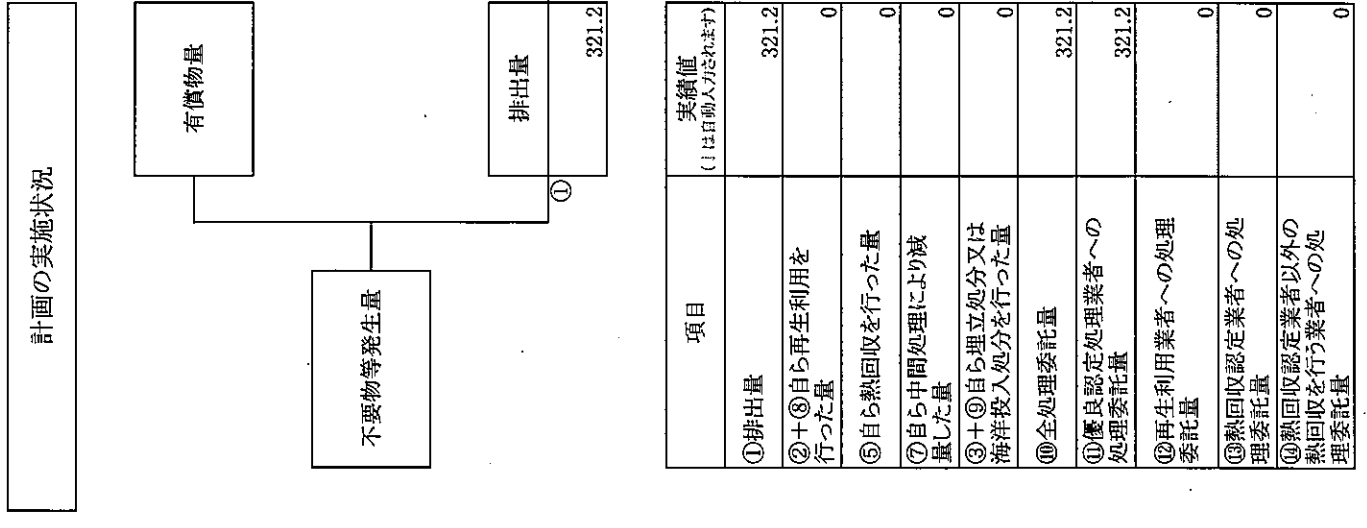 計画の実施状況
有償物量
不要物等発生量
排出量
①
321.2
項目
実績値
(↓は自動入力されます)
①排出量
321.2
②+⑧自ら再生利用を
行った量
0
⑤自ら熱回収を行った量
0
⑦自ら中間処理により減
量した量
0
③+⑨自ら埋立処分又は
海洋投入処分を行った量
0
⑩全処理委託量
321.2
⑪優良認定処理業者への
処理委託量
321.2
⑫再生利用業者への処理
委託量
0
⑬熱回収認定業者への処
理委託量
0
⑭熱回収認定業者以外の
熱回収を行う業者への処
理委託量
0